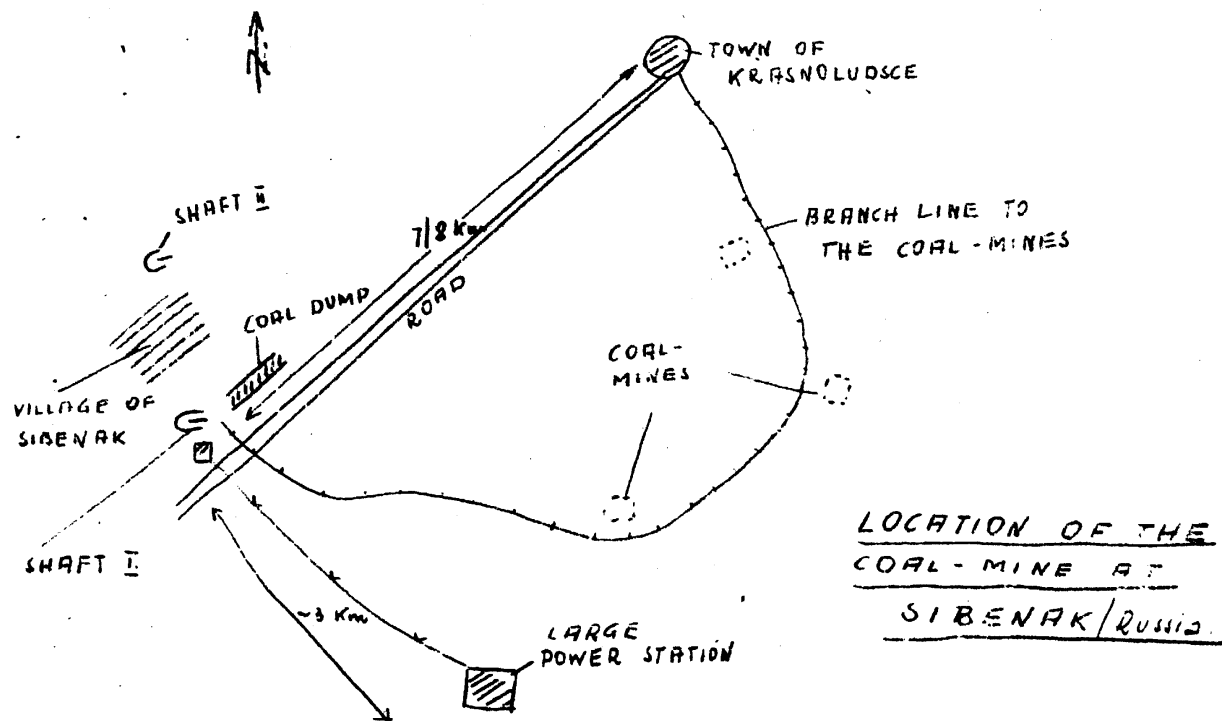 N
TOWN OF
KRASNOLUDSCE
SHAFT II
7/8 Km
BRANCH LINE TO
THE COAL-MINES
COAL DUMP
ROAD
COAL-
MINES
VILLAGE OF
SIBENAK
SHAFT I
~3 Km
LARGE
POWER STATION
LOCATION OF THE
COAL-MINE AT
SIBENAK/Russia.